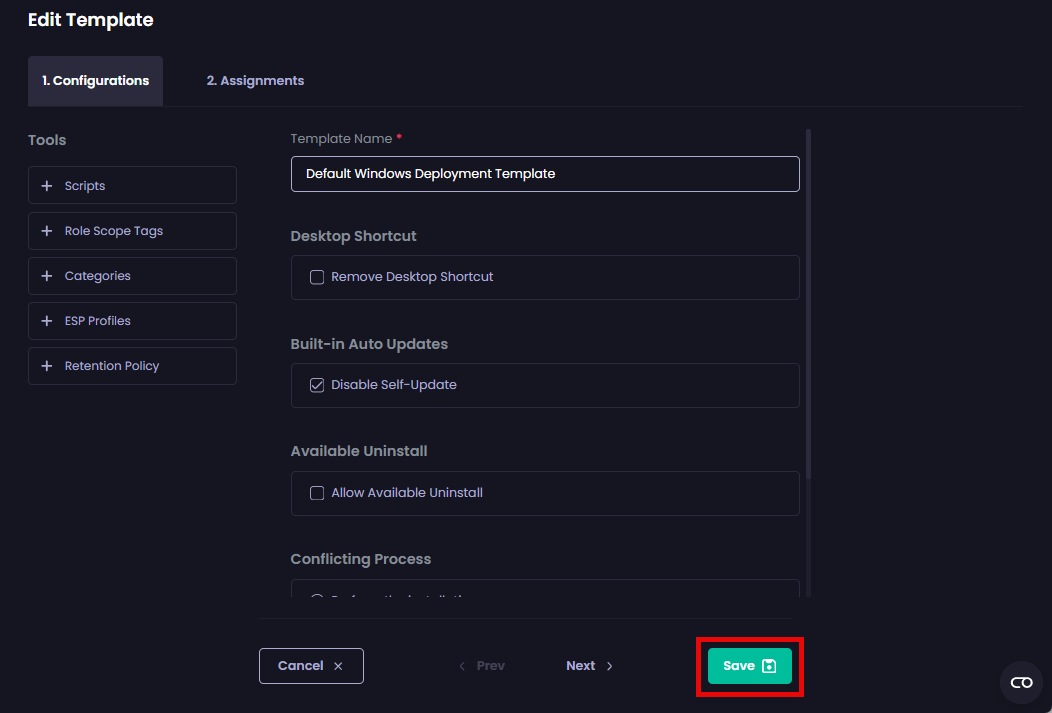 Edit Template
1. Configurations
2. Assignments
Tools
Scripts
Role Scope Tags
Categories
ESP Profiles
Retention Policy
Template Name *
Default Windows Deployment Template
Desktop Shortcut
Remove Desktop Shortcut
Built-in Auto Updates
Disable Self-Update
Available Uninstall
Allow Available Uninstall
Conflicting Process
Cancel
Prev
Next
Save